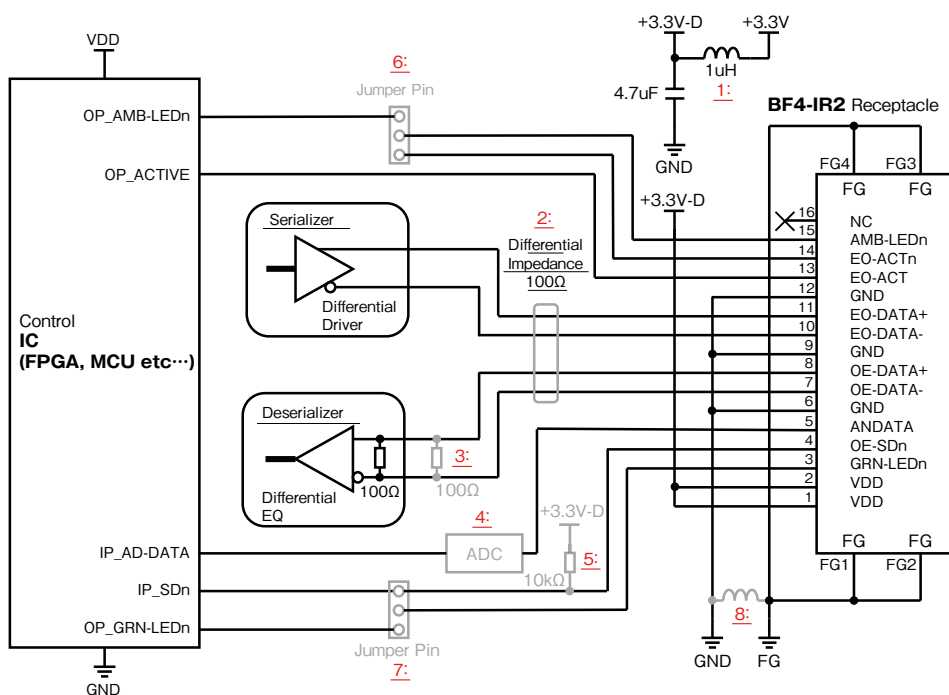 +3.3V-D
+3.3V
VDD
6:
Jumper Pin
1uH
1:
4.7uF
GND
BF4-IR2 Receptacle
OP_AMB-LEDn
OP_ACTIVE
FG4
FG3
FG
FG
+3.3V-D
Serializer
Differential
Driver
2:
Differential
Impedance
100Ω
16
NC
15
AMB-LEDn
14
EO-ACTn
13
EO-ACT
12
GND
11
EO-DATA+
10
EO-DATA-
9
GND
8
OE-DATA+
7
OE-DATA-
6
GND
5
ANDATA
4
OE-SDn
3
GRN-LEDn
2
VDD
1
VDD
Control
IC
(FPGA, MCU etc⋯)
Deserializer
Differential
EQ
100Ω
3:
100Ω
4:
ADC
+3.3V-D
5:
10kΩ
IP_AD-DATA
IP_SDn
OP_GRN-LEDn
Jumper Pin
7:
GND
FG
FG
FG1
FG2
8:
GND
FG